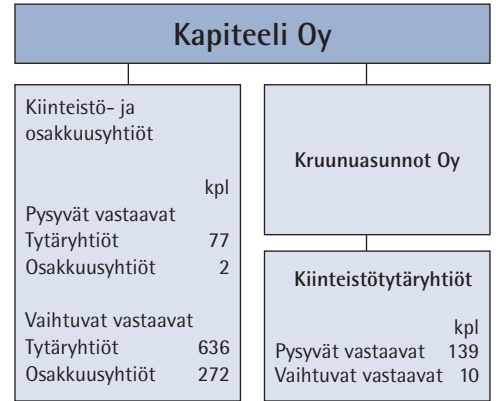 Kapiteeli Oy
Kiinteistö- ja
osakkuusyhtiöt
kpl
Pysyvät vastaavat
Tytäryhtiöt 77
Osakkuusyhtiöt 2
Vaihtuvat vastaavat
Tytäryhtiöt 636
Osakkuusyhtiöt 272
Kruunuasunnot Oy
Kiinteistötytäryhtiöt
kpl
Pysyvät vastaavat 139
Vaihtuvat vastaavat 10